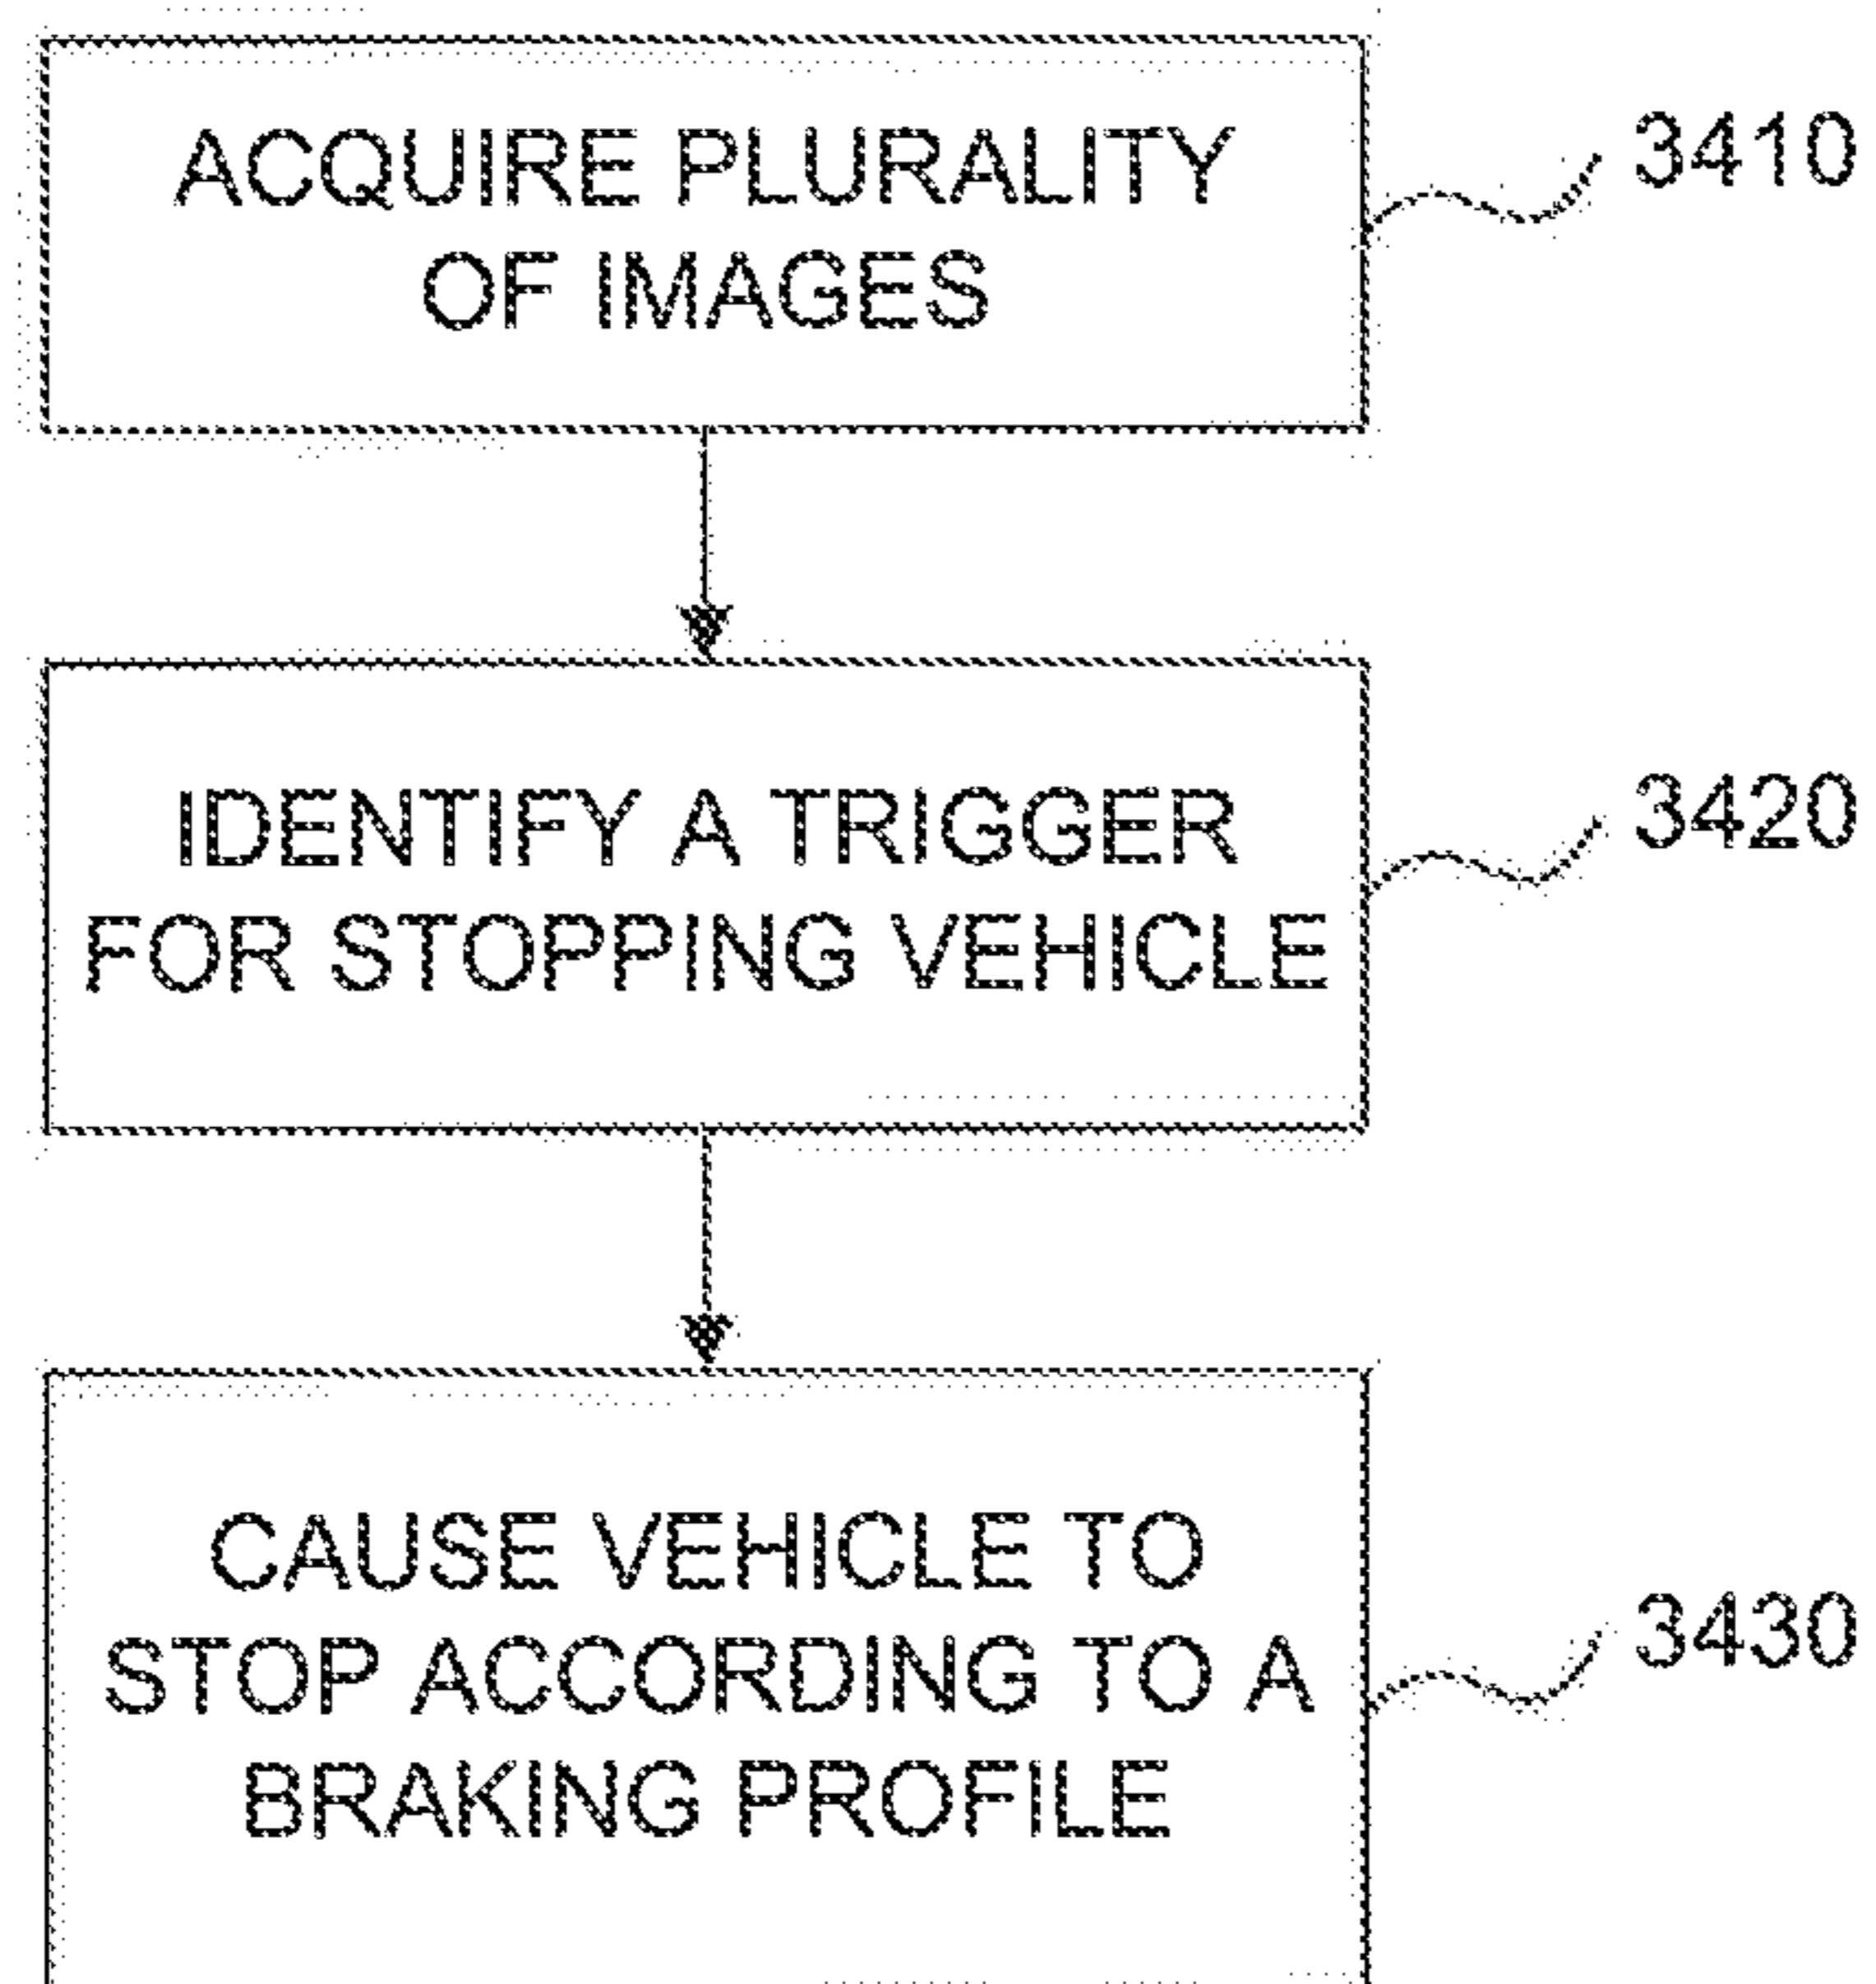 ACQUIRE PLURALITY
OF IMAGES
3410
IDENTIFY A TRIGGER
FOR STOPPING VEHICLE
3420
CAUSE VEHICLE TO
STOP ACCORDING TO A
BRAKING PROFILE
3430